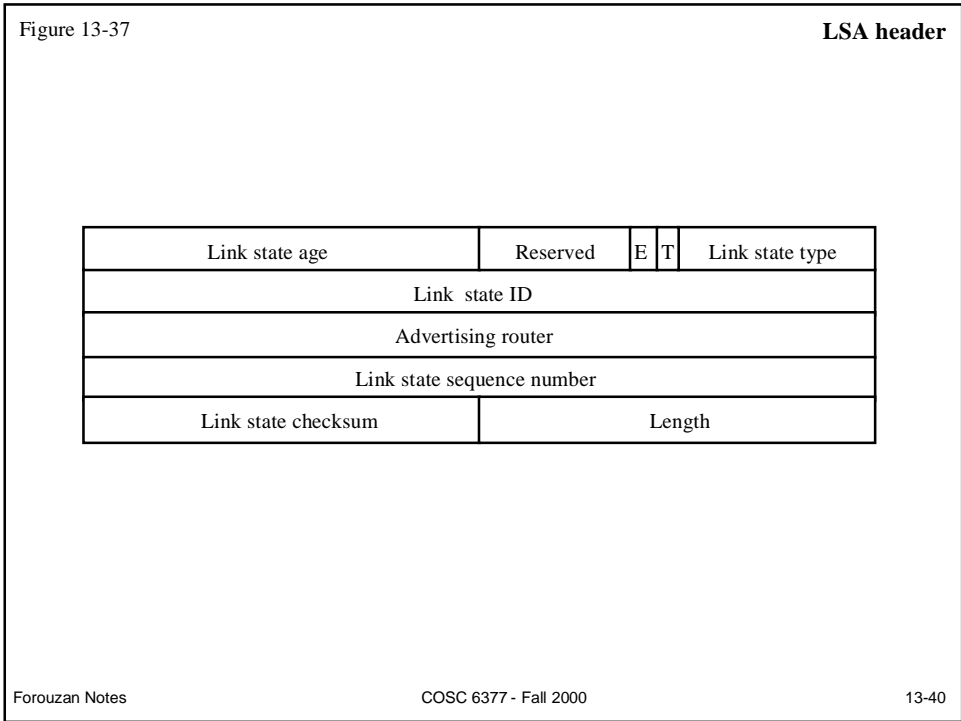 Figure 13-37 LSA header
Link state age Reserved E T Link state type
Link state ID
Advertising router
Link state sequence number
Link state checksum Length
Forouzan Notes COSC 6377 - Fall 2000 13-40